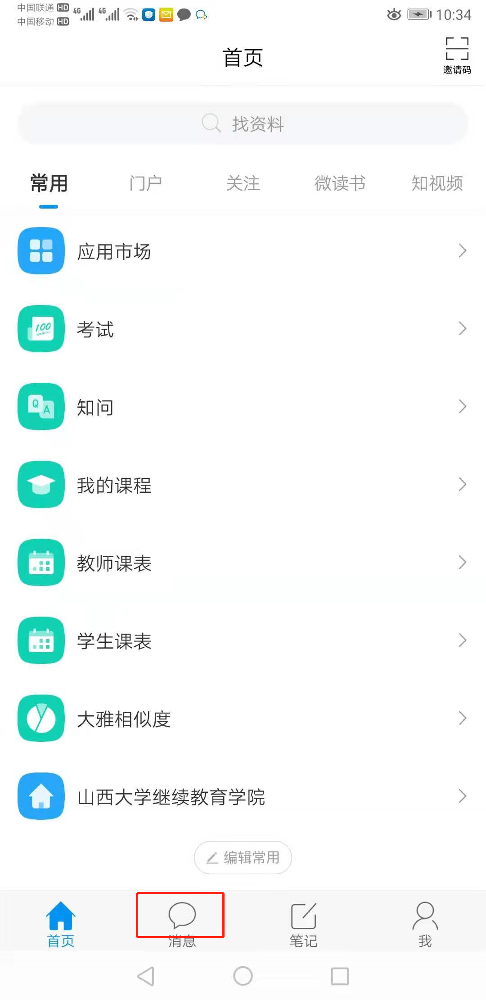 中国联通 HD 4G 4G 10:34
中国移动 HD
首页
邀请码
找资料
常用 门户 关注 微读书 知视频
应用市场
100
考试
Q A
知问
我的课程
教师课表
学生课表
大雅相似度
山西大学继续教育学院
编辑常用
首页 消息 笔记 我